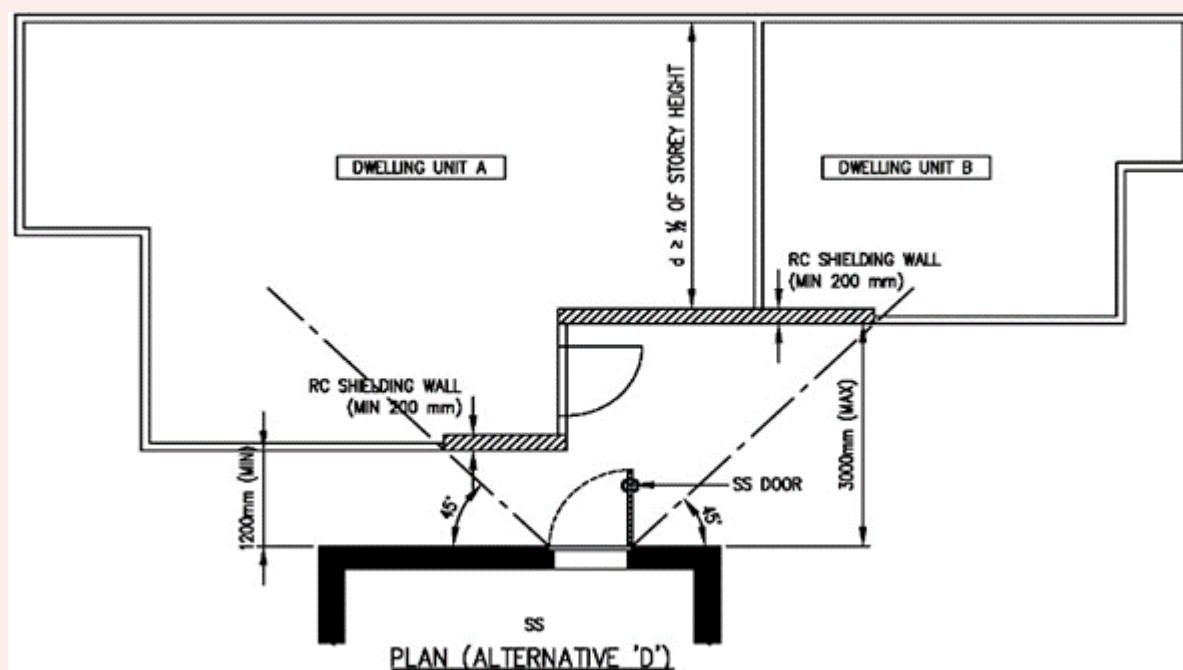 DWELLING UNIT A
d ≥ ½ OF STOREY HEIGHT
DWELLING UNIT B
RC SHIELDING WALL
(MIN 200 mm)
RC SHIELDING WALL
(MIN 200 mm)
1200mm (MIN)
45°
SS DOOR
45°
3000mm (MAX)
SS
PLAN (ALTERNATIVE 'D')